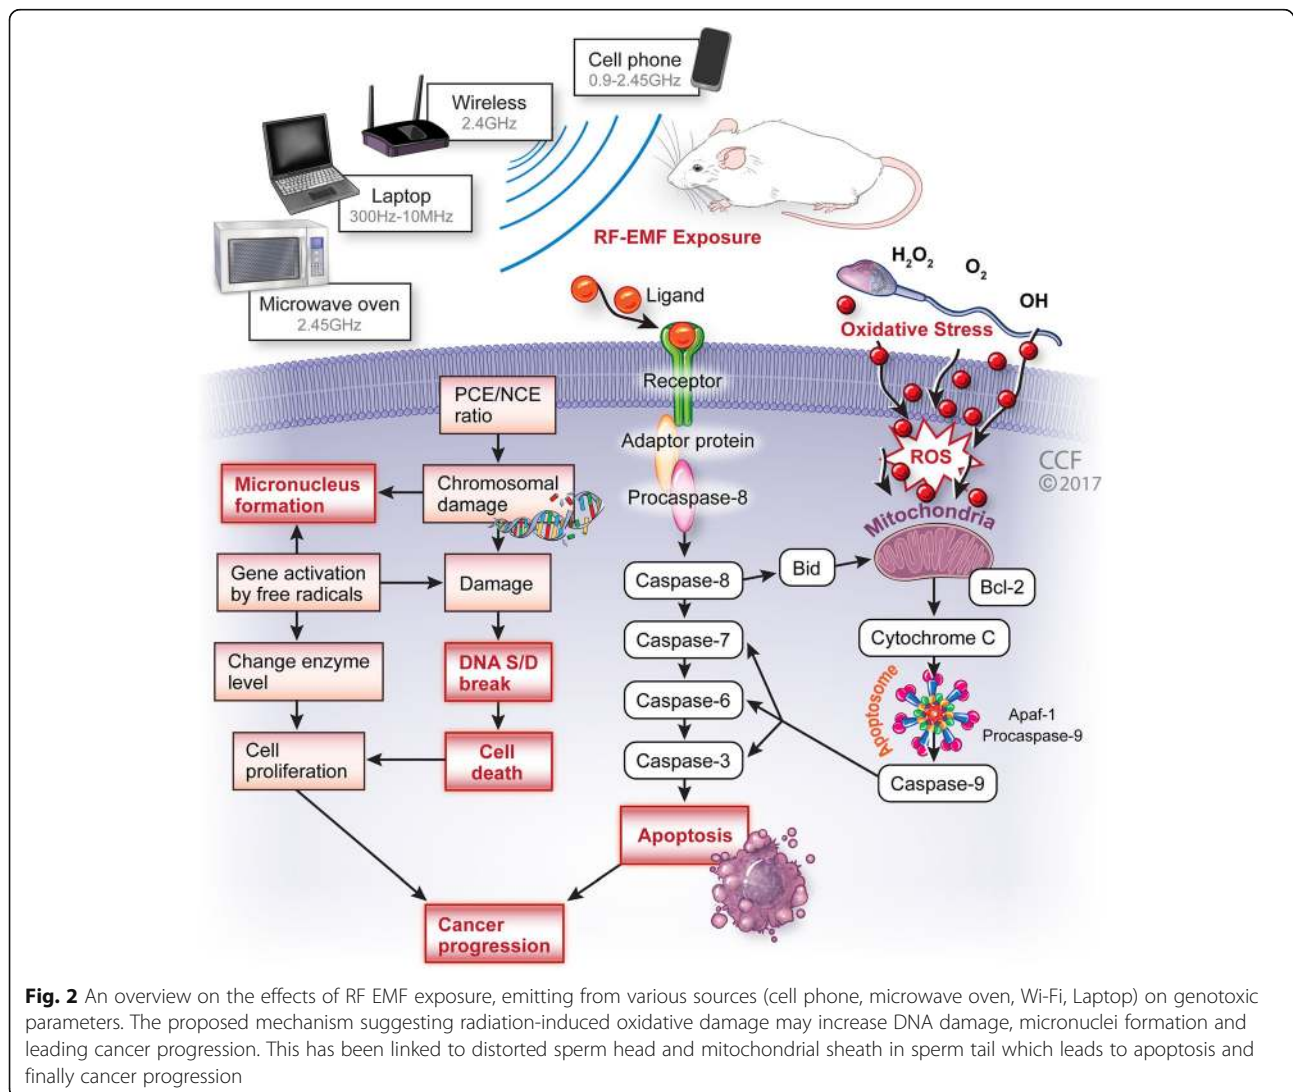 Cell phone
0.9-2.45GHz
Wireless
2.4GHz
Laptop
300Hz-10MHz
Microwave oven
2.45GHz
RF-EMF Exposure
H2O2
O2
OH
Oxidative Stress
Ligand
Receptor
Adaptor protein
Procaspase-8
PCE/NCE
ratio
Micronucleus
formation
Chromosomal
damage
Gene activation
by free radicals
Damage
Change enzyme
level
DNA S/D
break
Cell
proliferation
Cell
death
ROS
CCF
©2017
Mitochondria
Caspase-8
Bid
Bcl-2
Caspase-7
Cytochrome C
Caspase-6
Apoptosome
Apaf-1
Procaspase-9
Caspase-3
Caspase-9
Apoptosis
Cancer
progression
Fig. 2 An overview on the effects of RF EMF exposure, emitting from various sources (cell phone, microwave oven, Wi-Fi, Laptop) on genotoxic
parameters. The proposed mechanism suggesting radiation-induced oxidative damage may increase DNA damage, micronuclei formation and
leading cancer progression. This has been linked to distorted sperm head and mitochondrial sheath in sperm tail which leads to apoptosis and
finally cancer progression